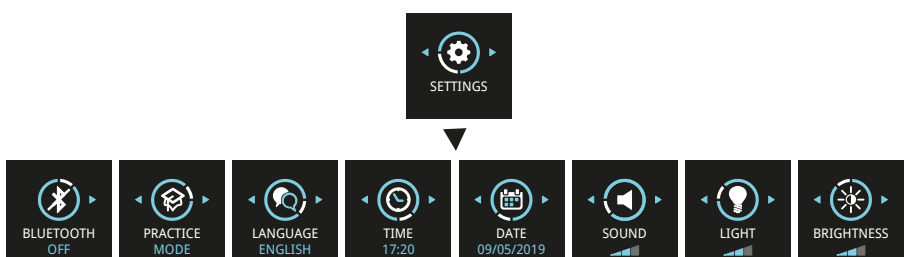 SETTINGS
BLUETOOTH
OFF
PRACTICE
MODE
LANGUAGE
ENGLISH
TIME
17:20
DATE
09/05/2019
SOUND
LIGHT
BRIGHTNESS